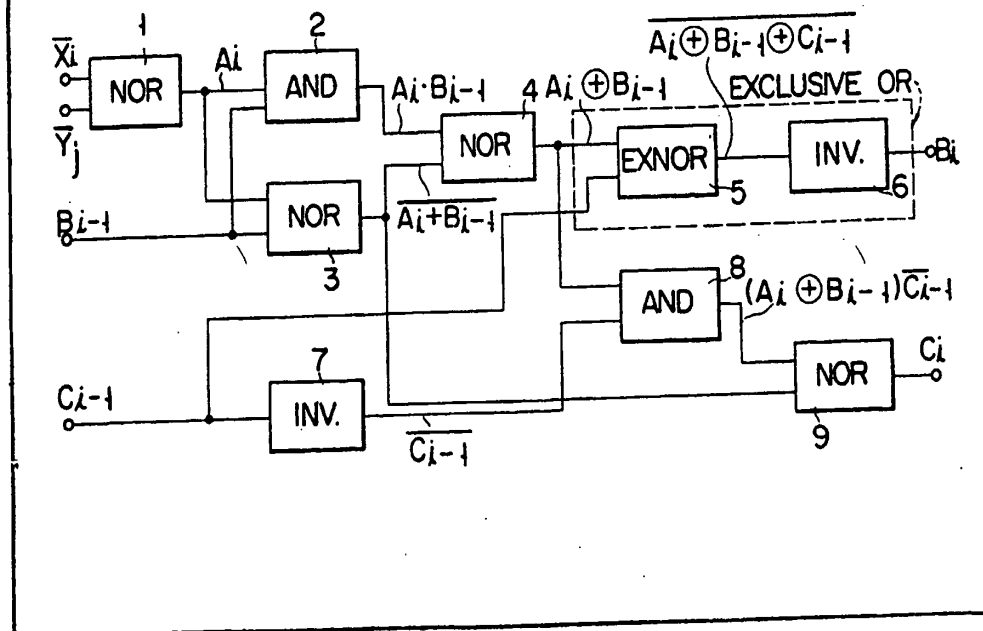 1
2
A̅i̅⊕B̅i̅-̅1̅⊕C̅i̅-̅1̅
X̅i
NOR
Ai
AND
Ai·Bi-1
4
Ai⊕Bi-1
EXCLUSIVE OR
Y̅j
NOR
EXNOR
INV.
Bi
5
6
Bi-1
NOR
A̅i̅+̅B̅i̅-̅1̅
3
8
(Ai⊕Bi-1)C̅i-1
AND
Ci-1
7
INV.
C̅i̅-̅1̅
NOR
Ci
9